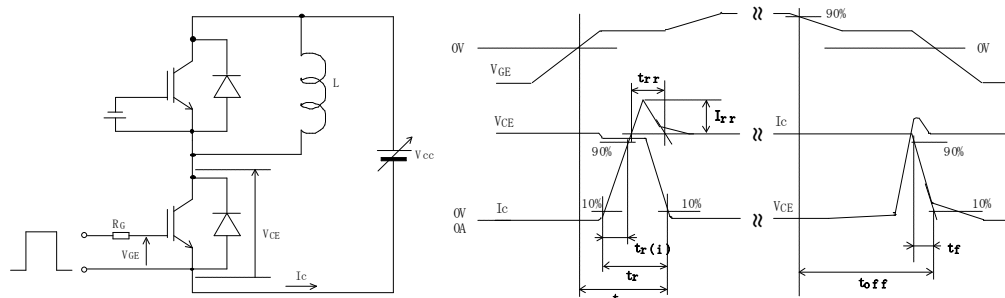 L
Vcc
RG
VGE
VCE
Ic
0V
VGE
90%
0V
trr
Irr
VCE
Ic
90%
90%
0V
0A
Ic
10%
10%
VCE
10%
tr(i)
tr
tf
toff